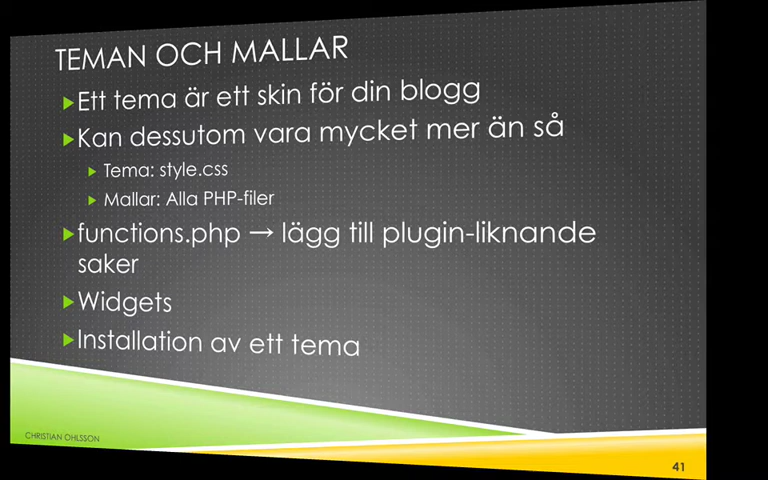 TEMAN OCH MALLAR
Ett tema är ett skin för din blogg
Kan dessutom vara mycket mer än så
Tema: style.css
Mallar: Alla PHP-filer
functions.php → lägg till plugin-liknande
saker
Widgets
Installation av ett tema
CHRISTIAN OHLSSON
41